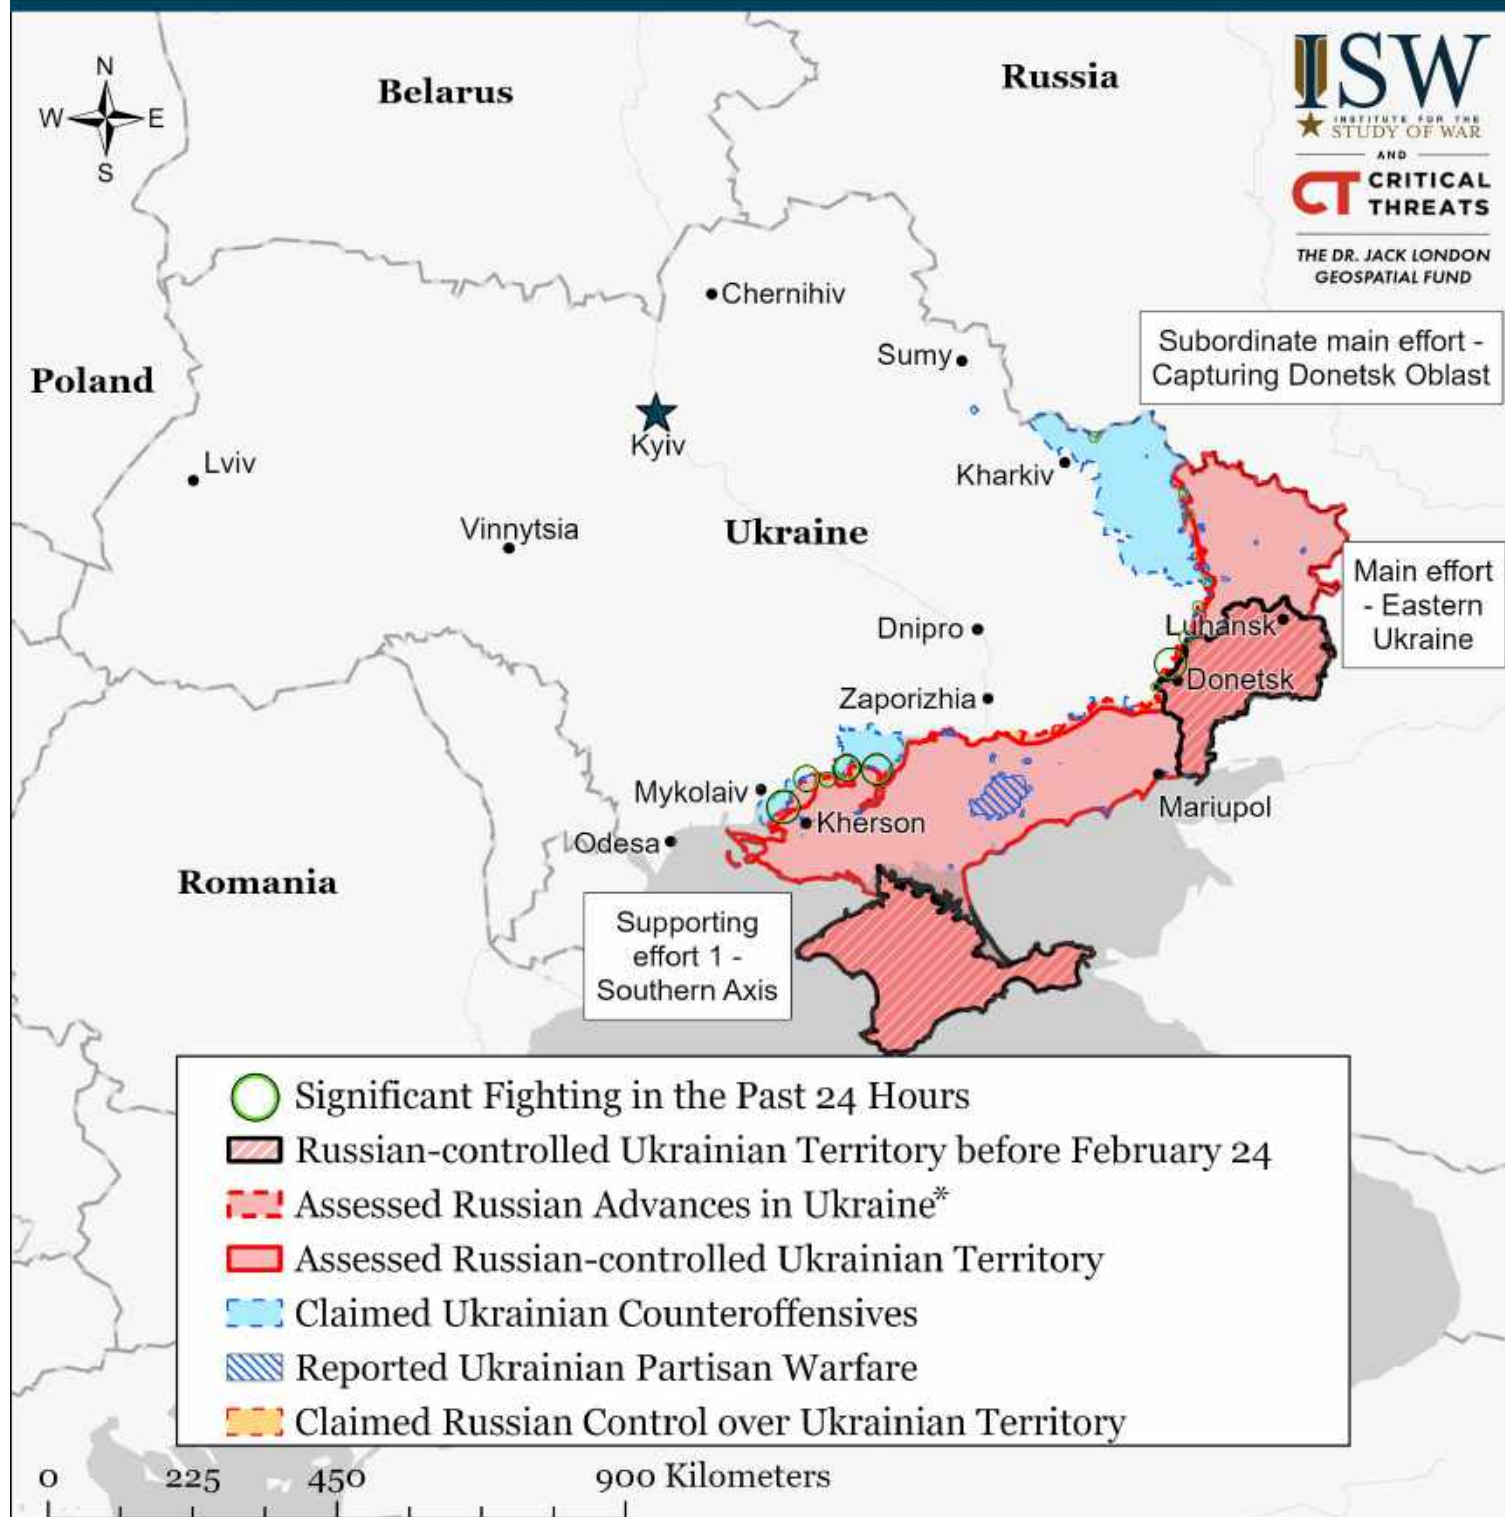 N
W E
S
Belarus
Russia
ISW
INSTITUTE FOR THE
STUDY OF WAR
AND
CT CRITICAL
THREATS
THE DR. JACK LONDON
GEOSPATIAL FUND
Chernihiv
Subordinate main effort -
Capturing Donetsk Oblast
Sumy
Poland
Kyiv
Lviv
Kharkiv
Vinnytsia
Ukraine
Main effort
- Eastern
Ukraine
Dnipro
Luhansk
Donetsk
Zaporizhia
Mykolaiv
Mariupol
Kherson
Odesa
Romania
Supporting
effort 1 -
Southern Axis
Significant Fighting in the Past 24 Hours
Russian-controlled Ukrainian Territory before February 24
Assessed Russian Advances in Ukraine*
Assessed Russian-controlled Ukrainian Territory
Claimed Ukrainian Counteroffensives
Reported Ukrainian Partisan Warfare
Claimed Russian Control over Ukrainian Territory
0 225 450 900 Kilometers